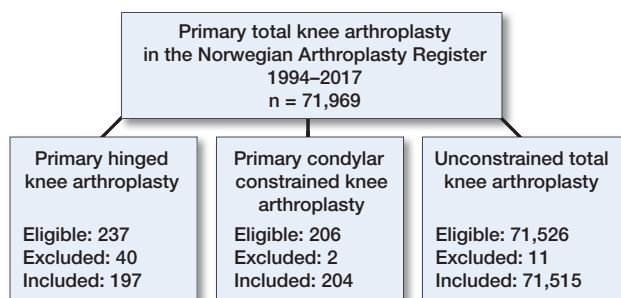 Primary total knee arthroplasty
in the Norwegian Arthroplasty Register
1994–2017
n = 71,969
Primary hinged
knee arthroplasty
Eligible: 237
Excluded: 40
Included: 197
Primary condylar
constrained knee
arthroplasty
Eligible: 206
Excluded: 2
Included: 204
Unconstrained total
knee arthroplasty
Eligible: 71,526
Excluded: 11
Included: 71,515